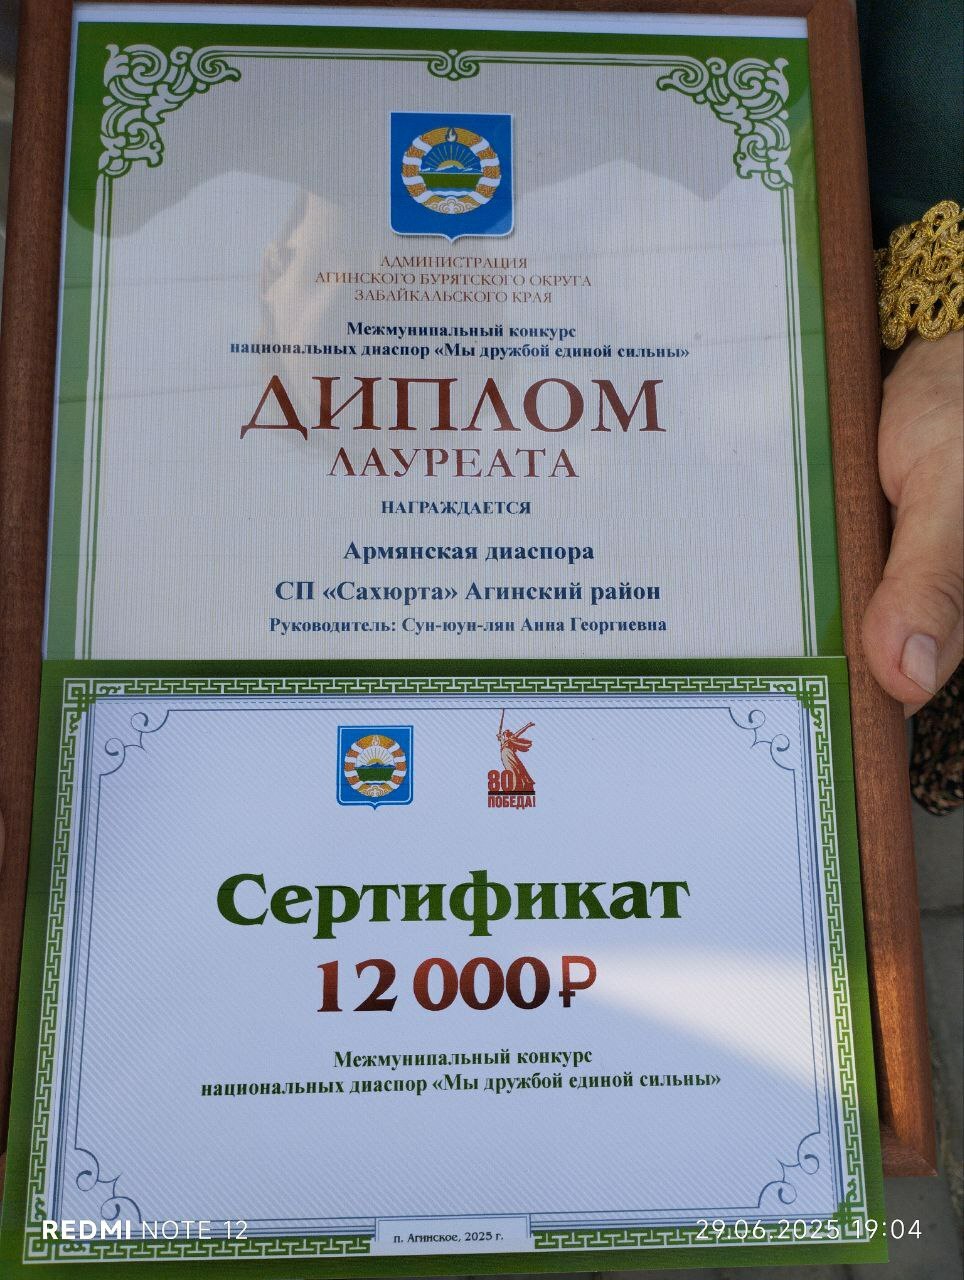 АДМИНИСТРАЦИЯ
АГИНСКОГО БУРЯТСКОГО ОКРУГА
ЗАБАЙКАЛЬСКОГО КРАЯ
Межмунипальный конкурс
национальных диаспор «Мы дружбой единой сильны»
ДИПЛОМ
ЛАУРЕАТА
НАГРАЖДАЕТСЯ
Армянская диаспора
СП «Сахюрта» Агинский район
Руководитель: Сун-юун-лян Анна Георгиевна
80
ПОБЕДА!
Сертификат
12 000₽
Межмунипальный конкурс
национальных диаспор «Мы дружбой единой сильны»
п. Агинское, 2025 г.
REDMI NOTE 12
29.06.2025 19:04